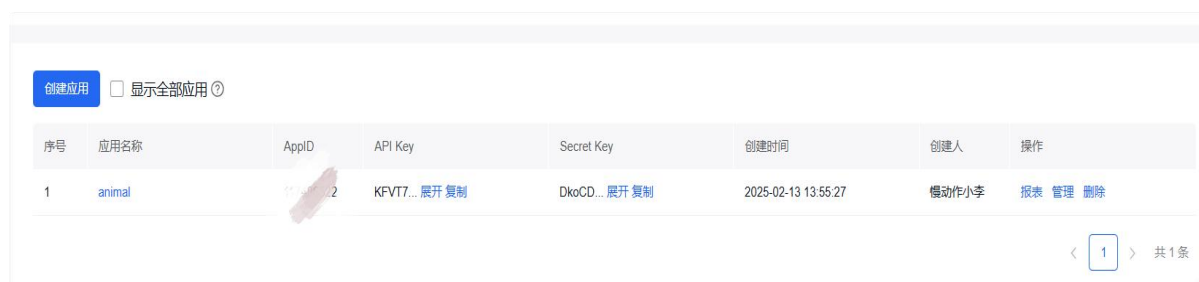 创建应用 显示全部应用 ?
序号 应用名称 AppID API Key Secret Key 创建时间 创建人 操作
1 animal 2 KFVT7... 展开 复制 DkoCD... 展开 复制 2025-02-13 13:55:27 慢动作小李 报表 管理 删除
< 1 > 共 1 条